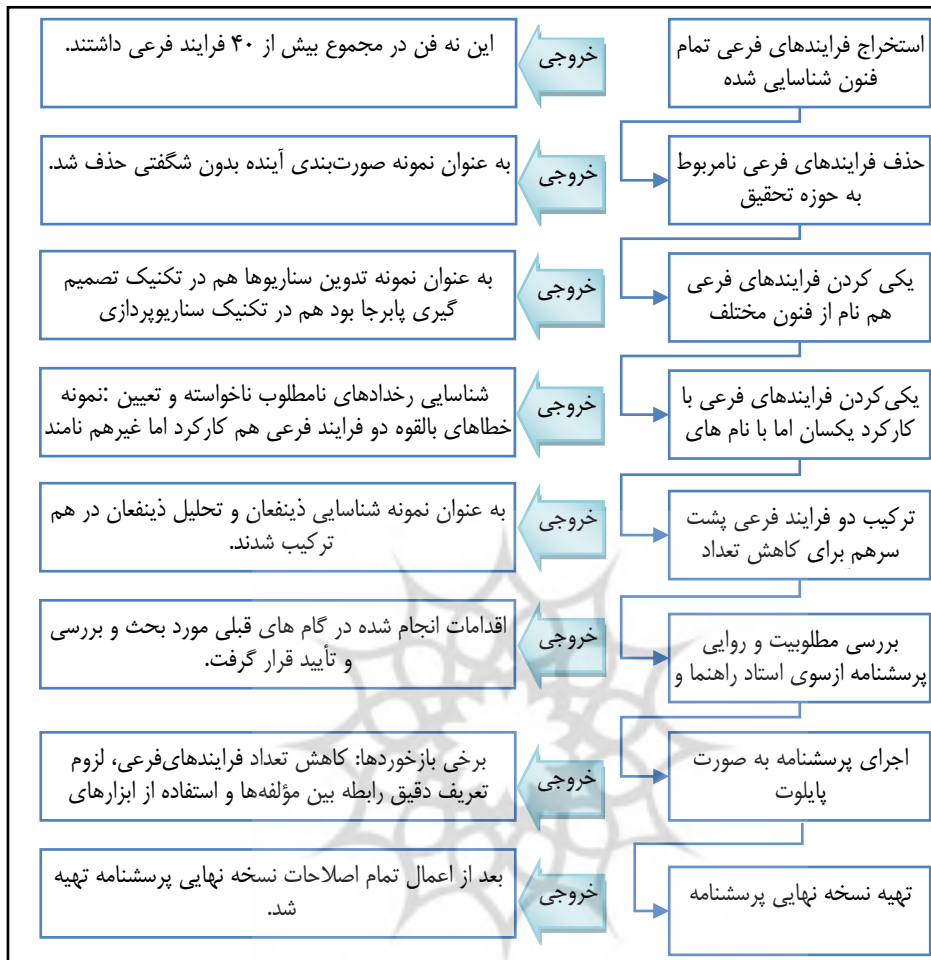 استخراج فرایندهای فرعی تمام
فنون شناسایی شده
خروجی
این نه فن در مجموع بیش از ۴۰ فرایند فرعی داشتند.
حذف فرایندهای فرعی نامربوط
به حوزه تحقیق
خروجی
به عنوان نمونه صورت‌بندی آینده بدون شگفتی حذف شد.
یکی کردن فرایندهای فرعی
هم نام از فنون مختلف
خروجی
به عنوان نمونه تدوین سناریوها هم در تکنیک تصمیم
گیری پابرجا بود هم در تکنیک سناریوپردازی
یکی‌کردن فرایندهای فرعی با
کارکرد یکسان اما با نام های
خروجی
شناسایی رخدادهای نامطلوب ناخواسته و تعیین :نمونه
خطاهای بالقوه دو فرایند فرعی هم کارکرد اما غیرهم نامند
ترکیب دو فرایند فرعی پشت
سرهم برای کاهش تعداد
خروجی
به عنوان نمونه شناسایی ذینفعان و تحلیل ذینفعان در هم
ترکیب شدند.
بررسی مطلوبیت و روایی
پرسشنامه ازسوی استاد راهنما و
خروجی
اقدامات انجام شده در گام های قبلی مورد بحث و بررسی
و تأیید قرار گرفت.
اجرای پرسشنامه به صورت
پایلوت
خروجی
برخی بازخوردها: کاهش تعداد فرایندهای‌فرعی، لزوم
تعریف دقیق رابطه بین مؤلفه‌ها و استفاده از ابزارهای
تهیه نسخه نهایی پرسشنامه
خروجی
بعد از اعمال تمام اصلاحات نسخه نهایی پرسشنامه تهیه
شد.